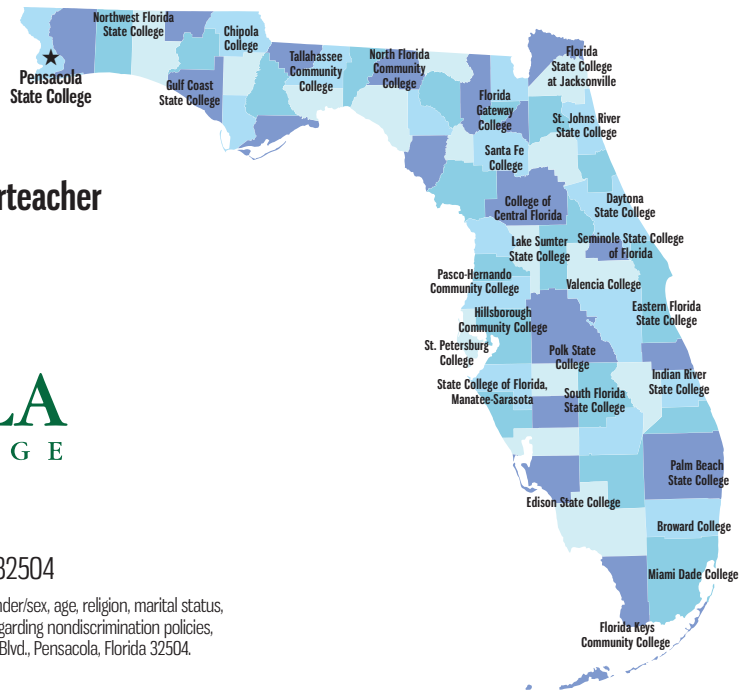 Northwest Florida
State College
Chipola
College
Pensacola
State College
Gulf Coast
State College
Tallahassee
Community
College
North Florida
Community
College
Florida
State College
at Jacksonville
Florida
Gateway
College
St. Johns River
State College
Santa Fe
College
rteacher
College of
Central Florida
Daytona
State College
Lake Sumter
State College
Seminole State College
of Florida
Pasco-Hernando
Community College
Valencia College
Hillsborough
Community College
Eastern Florida
State College
St. Petersburg
College
Polk State
College
State College of Florida,
Manatee-Sarasota
South Florida
State College
Indian River
State College
LA
G E
Palm Beach
State College
Edison State College
Broward College
32504
Miami Dade College
nder/sex, age, religion, marital status,
garding nondiscrimination policies,
Blvd., Pensacola, Florida 32504.
Florida Keys
Community College